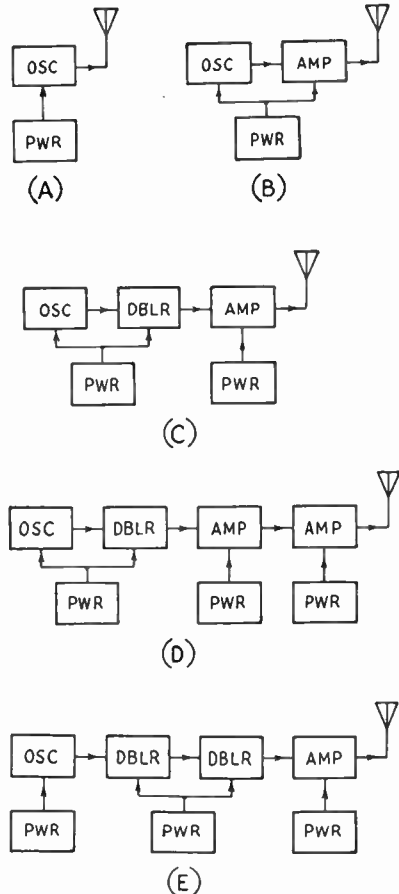 OSC
PWR
(A)
OSC AMP
PWR
(B)
OSC DBLR AMP
PWR PWR
(C)
OSC DBLR AMP AMP
PWR PWR PWR
(D)
OSC DBLR DBLR AMP
PWR PWR PWR
(E)